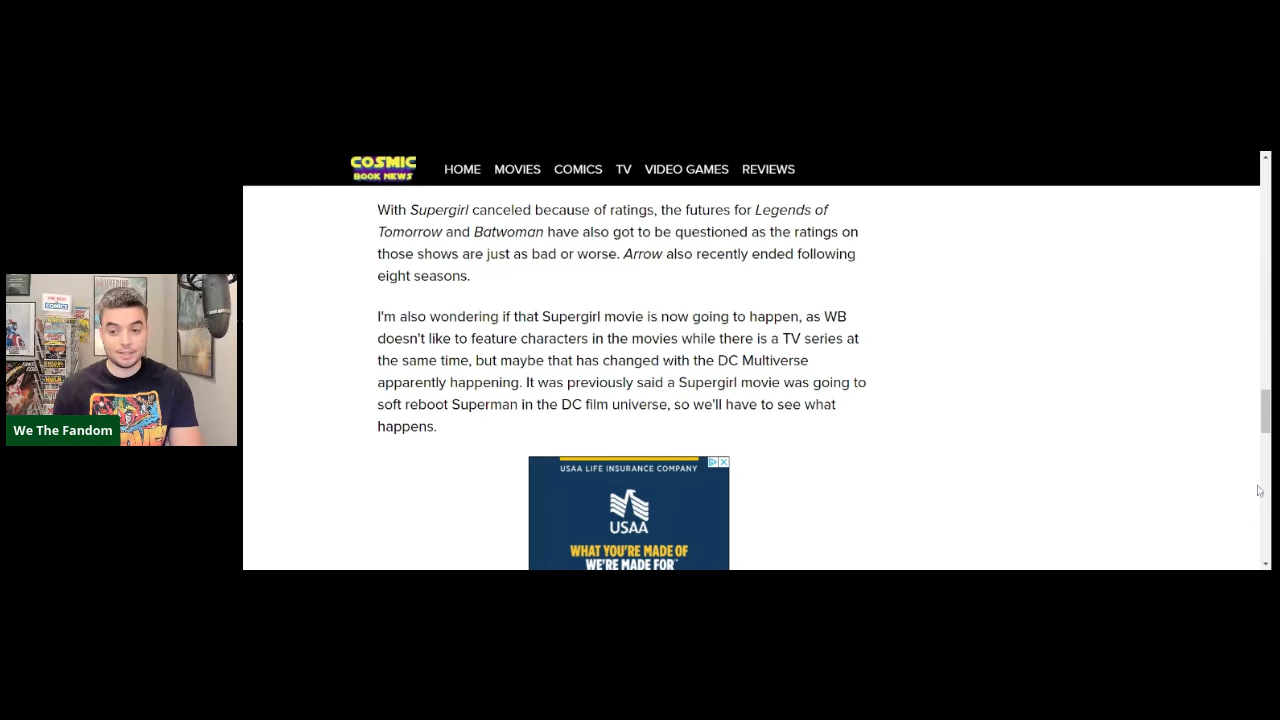 COSMIC
BOOK NEWS
HOME MOVIES COMICS TV VIDEO GAMES REVIEWS
With Supergirl canceled because of ratings, the futures for Legends of
Tomorrow and Batwoman have also got to be questioned as the ratings on
those shows are just as bad or worse. Arrow also recently ended following
eight seasons.
I'm also wondering if that Supergirl movie is now going to happen, as WB
doesn't like to feature characters in the movies while there is a TV series at
the same time, but maybe that has changed with the DC Multiverse
apparently happening. It was previously said a Supergirl movie was going to
soft reboot Superman in the DC film universe, so we'll have to see what
happens.
USAA LIFE INSURANCE COMPANY
USAA
WHAT YOU'RE MADE OF
WE'RE MADE FOR
COMICS
We The Fandom